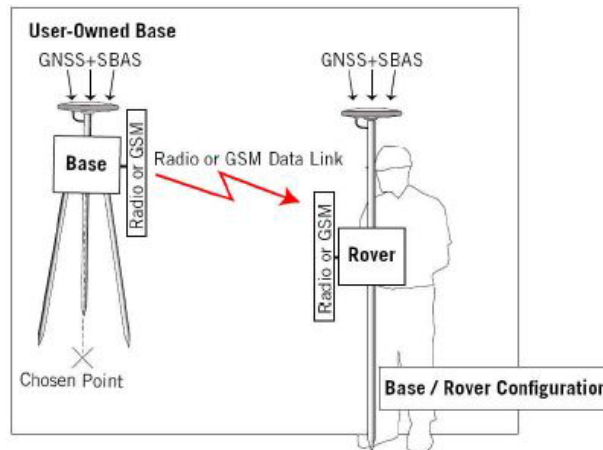 User-Owned Base
GNSS+SBAS
GNSS+SBAS
Base
Radio or GSM
Radio or GSM Data Link
Radio or GSM
Rover
Chosen Point
Base / Rover Configuration